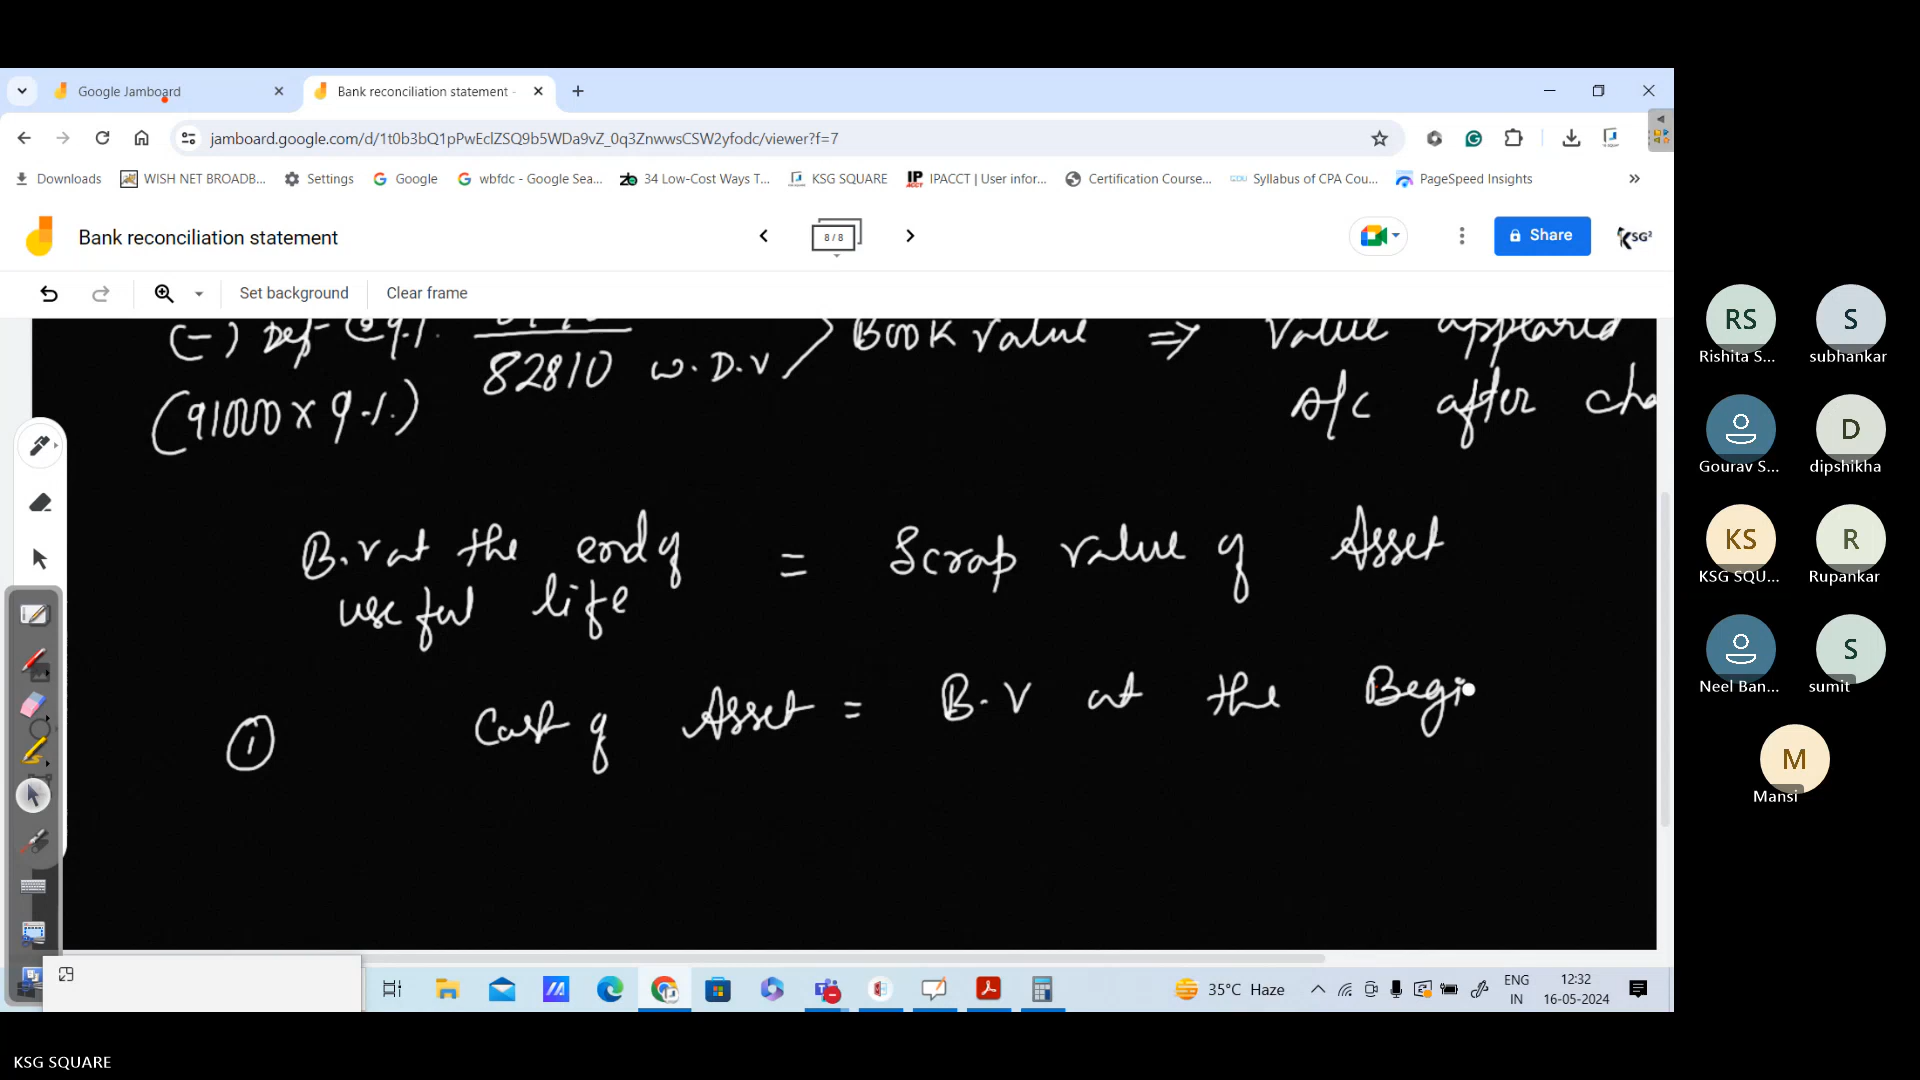 Google Jamboard
Bank reconciliation statement -
jamboard.google.com/d/1t0b3bQ1pPwEclZSQ9b5WDa9vZ_0q3ZnwwsCSW2yfodc/viewer?f=7
Downloads WISH NET BROADB... Settings Google wbfdc - Google Sea... 34 Low-Cost Ways T... KSG SQUARE IPACCT | User infor... Certification Course... Syllabus of CPA Cou... PageSpeed Insights
Bank reconciliation statement
8 / 8
Share
KSG²
Set background Clear frame
(-) Dep- @ 9.1. Book Value ⇒ Value appeared
82810 W.D.V
(91000 x 9.1.) A/c after cha
B.V at the end of = Scrap value of Asset
useful life
① Cost of Asset = B.V at the Begi
RS S
Rishita S... subhankar
D
Gourav S... dipshikha
KS R
KSG SQU... Rupankar
S
Neel Ban... sumit
M
Mansi
35°C Haze
ENG
IN
12:32
16-05-2024
KSG SQUARE